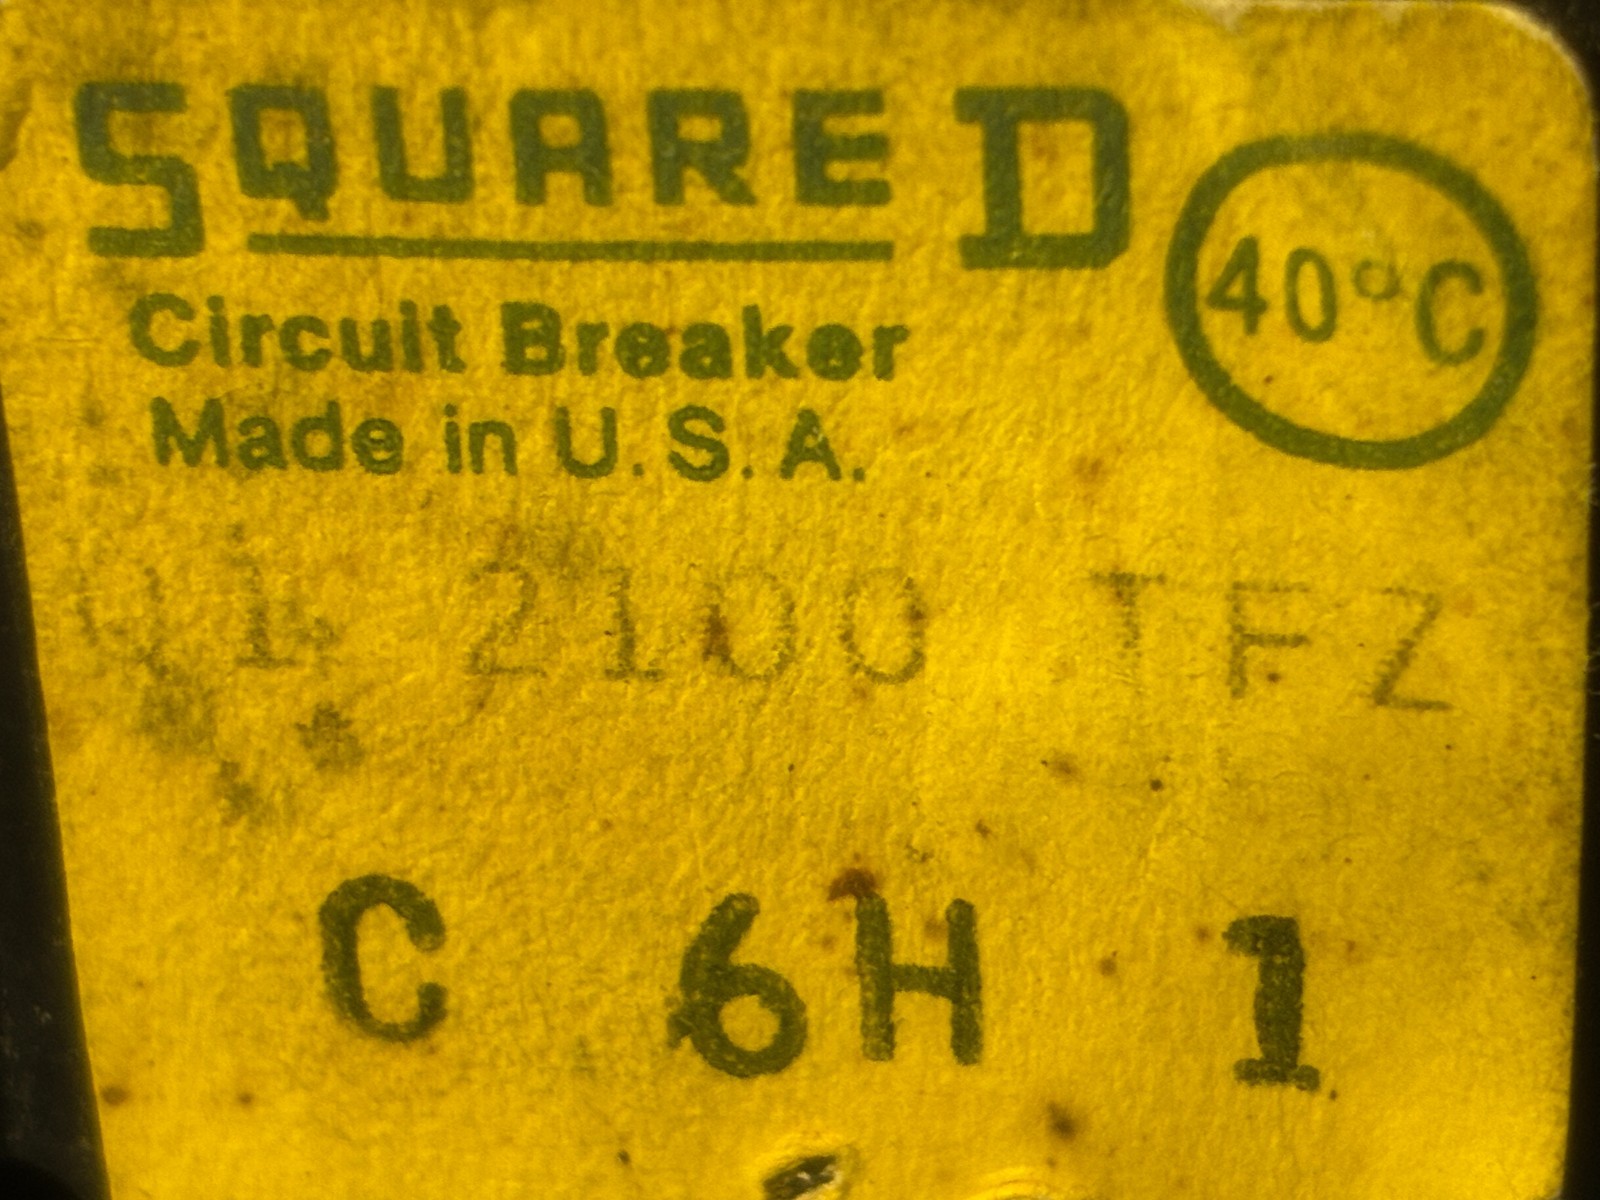 SQUARE D
40°C
Circuit Breaker
Made in U.S.A.
2100 TFZ
C 6H 1